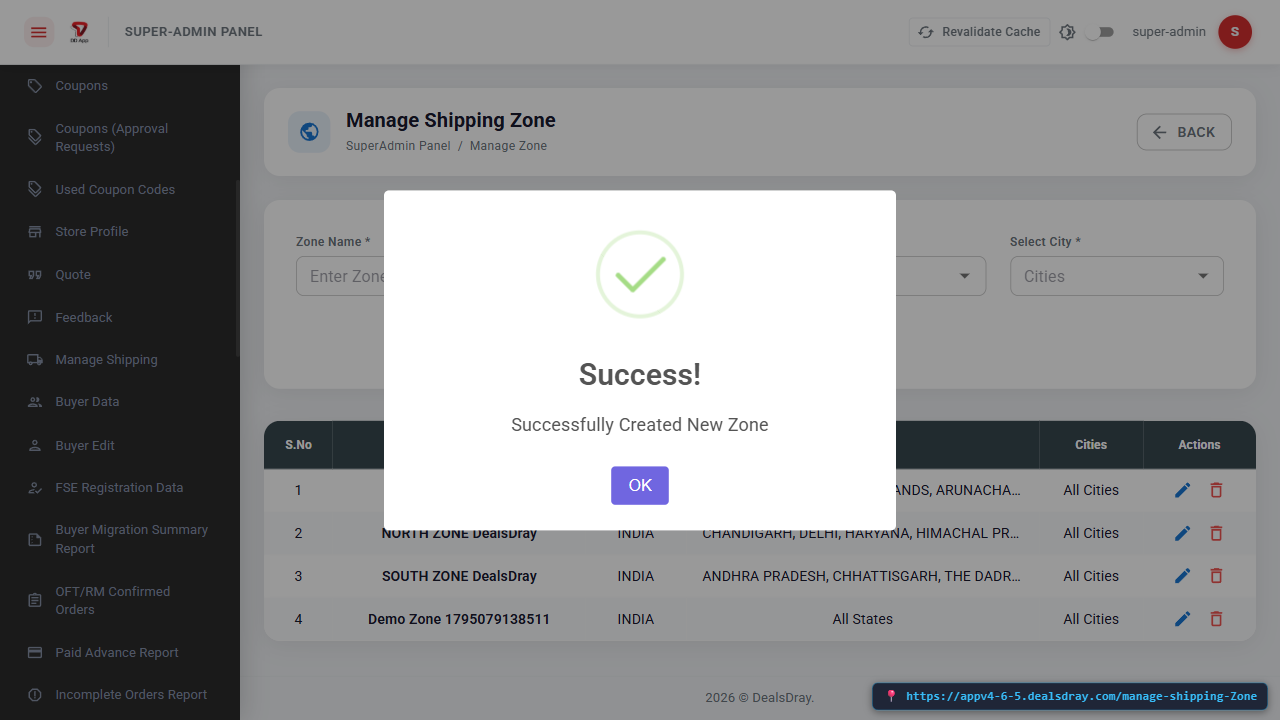 SUPER-ADMIN PANEL
Revalidate Cache
super-admin
S
Coupons
Coupons (Approval
Requests)
Used Coupon Codes
Store Profile
Quote
Feedback
Manage Shipping
Buyer Data
Buyer Edit
FSE Registration Data
Buyer Migration Summary
Report
OFT/RM Confirmed
Orders
Paid Advance Report
Incomplete Orders Report
Manage Shipping Zone
SuperAdmin Panel / Manage Zone
BACK
Zone Name *
Select City *
Enter Zone
Cities
Success!
Successfully Created New Zone
OK
S.No Cities Actions
1 ANDS, ARUNACHA... All Cities
2 NORTH ZONE DealsDray INDIA CHANDIGARH, DELHI, HARYANA, HIMACHAL PR... All Cities
3 SOUTH ZONE DealsDray INDIA ANDHRA PRADESH, CHHATTISGARH, THE DADR... All Cities
4 Demo Zone 1795079138511 INDIA All States All Cities
2026 © DealsDray.
https://appv4-6-5.dealsdray.com/manage-shipping-Zone